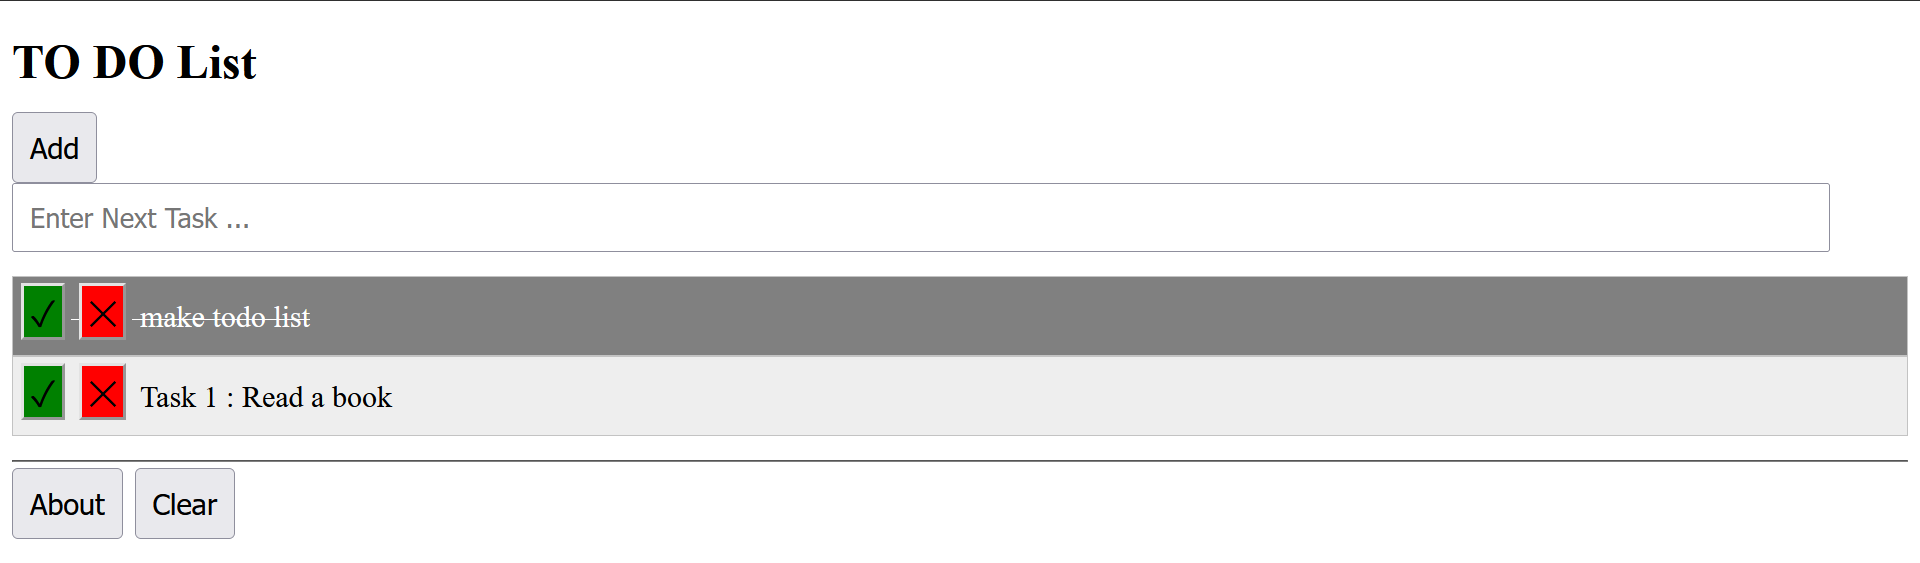 TO DO List
Add
Enter Next Task ...
✓ ✕ make todo list
✓ ✕ Task 1 : Read a book
About Clear